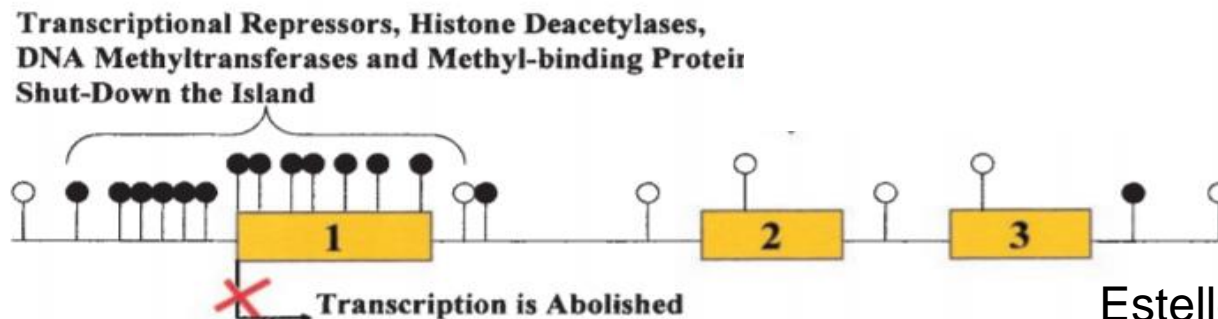 Transcriptional Repressors, Histone Deacetylases,
DNA Methyltransferases and Methyl-binding Protein
Shut-Down the Island
1
2
3
Transcription is Abolished
Estell